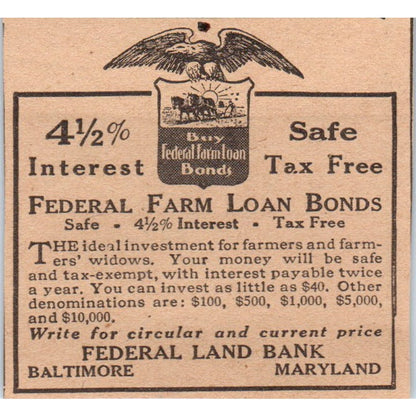 Buy
Federal Farm Loan
Bonds
4½% Safe
Interest Tax Free
FEDERAL FARM LOAN BONDS
Safe • 4½% Interest • Tax Free
THE ideal investment for farmers and farm-
ers' widows. Your money will be safe
and tax-exempt, with interest payable twice
a year. You can invest as little as $40. Other
denominations are: $100, $500, $1,000, $5,000,
and $10,000.
Write for circular and current price
FEDERAL LAND BANK
BALTIMORE MARYLAND